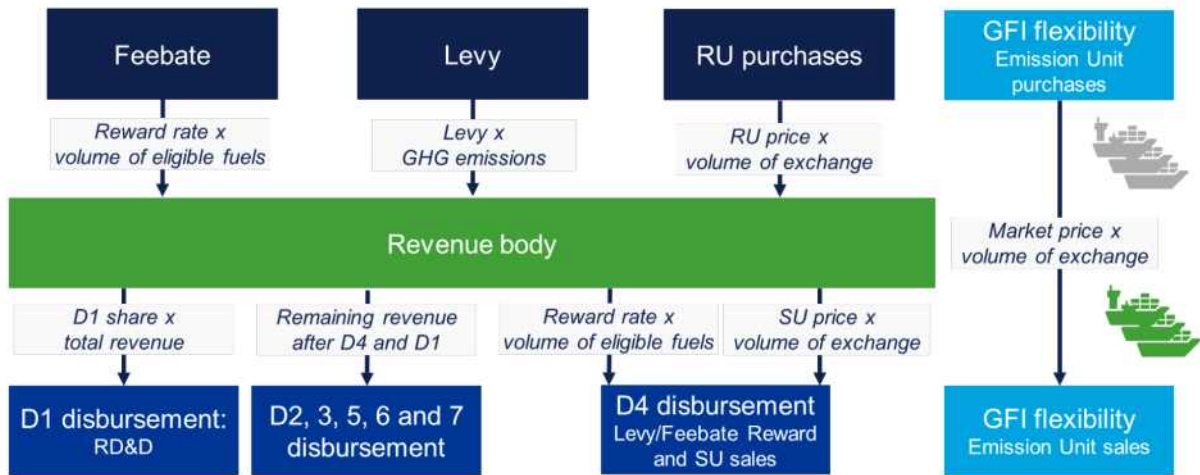 Feebate
Levy
RU purchases
GFI flexibility
Emission Unit
purchases
Reward rate x
volume of eligible fuels
Levy x
GHG emissions
RU price x
volume of exchange
Revenue body
Market price x
volume of exchange
D1 share x
total revenue
Remaining revenue
after D4 and D1
Reward rate x
volume of eligible fuels
SU price x
volume of exchange
D1 disbursement:
RD&D
D2, 3, 5, 6 and 7
disbursement
D4 disbursement
Levy/Feebate Reward
and SU sales
GFI flexibility
Emission Unit sales